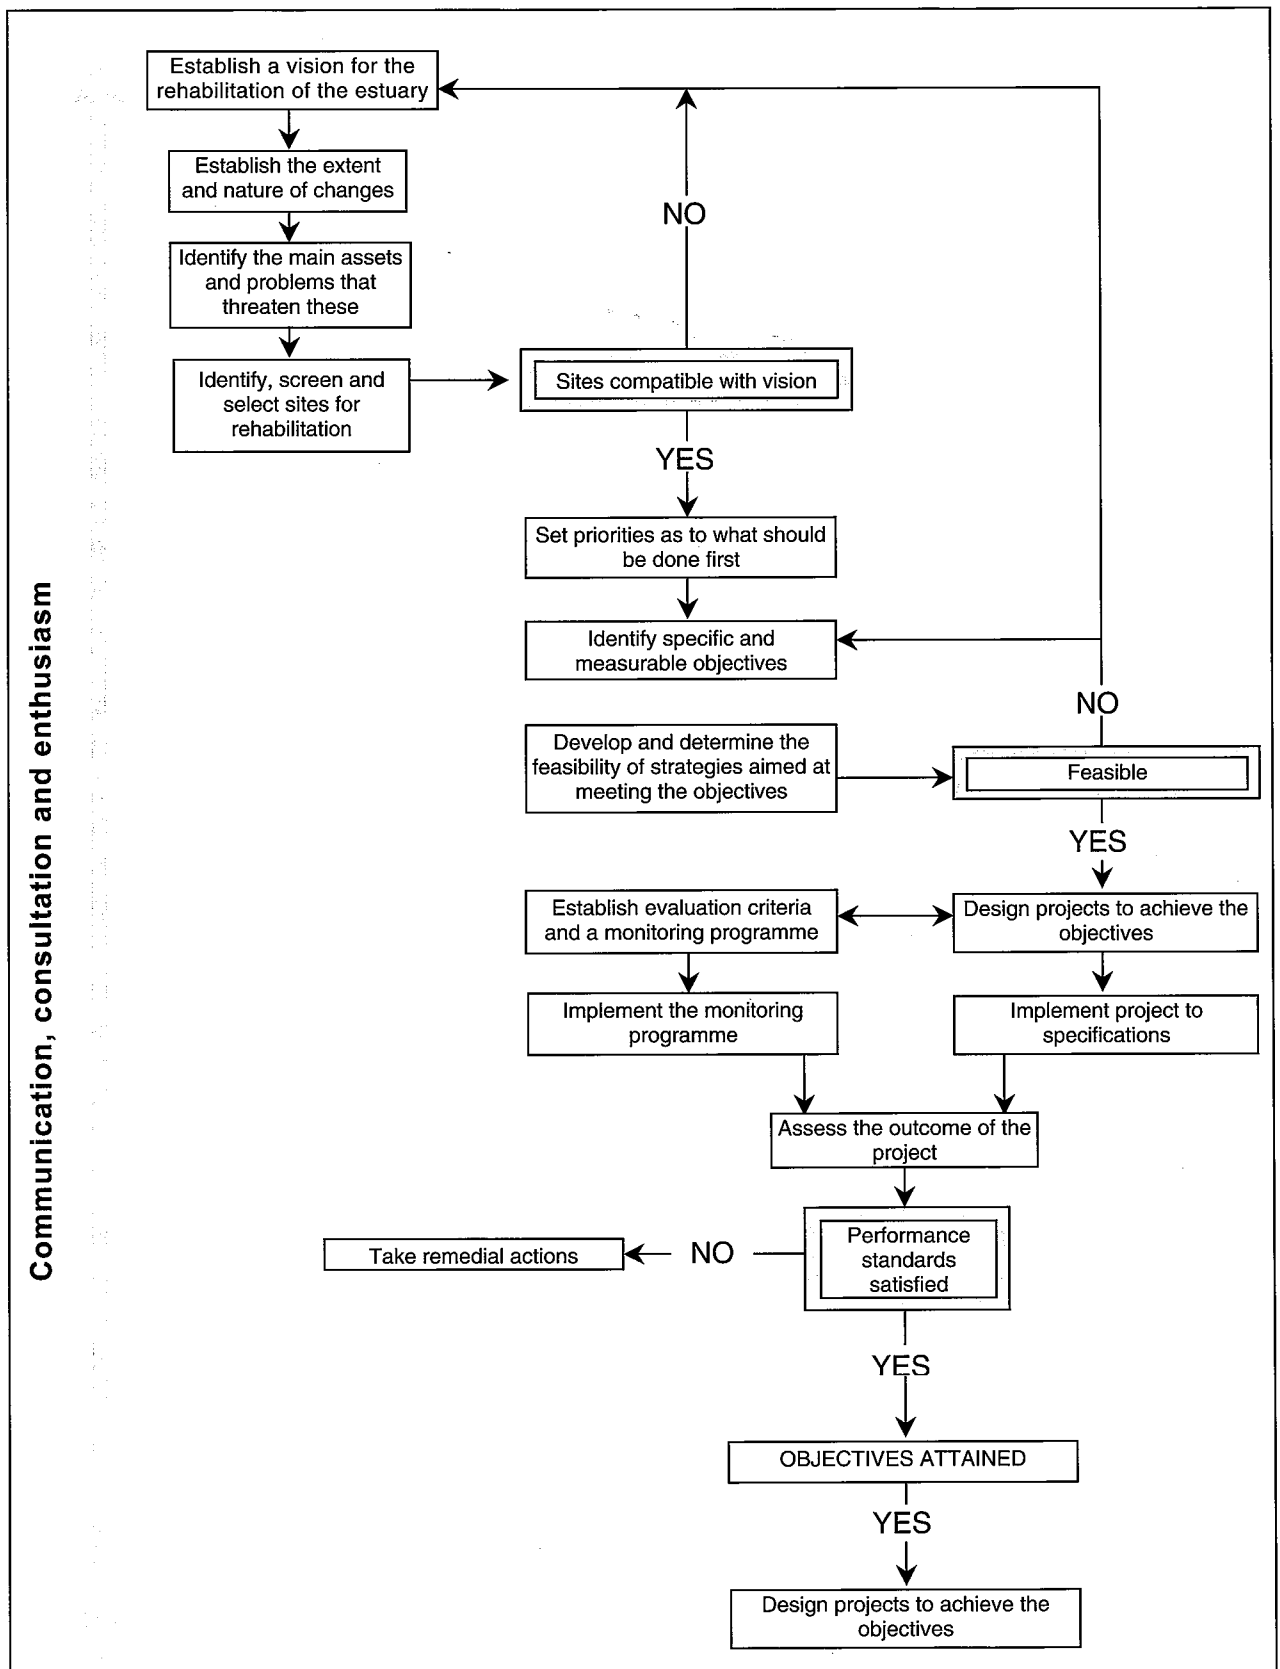 Establish a vision for the
rehabilitation of the estuary
Establish the extent
and nature of changes
NO
Identify the main assets
and problems that
threaten these
Identify, screen and
select sites for
rehabilitation
Sites compatible with vision
YES
Set priorities as to what should
be done first
Identify specific and
measurable objectives
NO
Develop and determine the
feasibility of strategies aimed at
meeting the objectives
Feasible
YES
Establish evaluation criteria
and a monitoring programme
Design projects to achieve the
objectives
Implement the monitoring
programme
Implement project to
specifications
Assess the outcome of the
project
Performance
standards
satisfied
NO
Take remedial actions
YES
OBJECTIVES ATTAINED
YES
Design projects to achieve the
objectives
Communication, consultation and enthusiasm